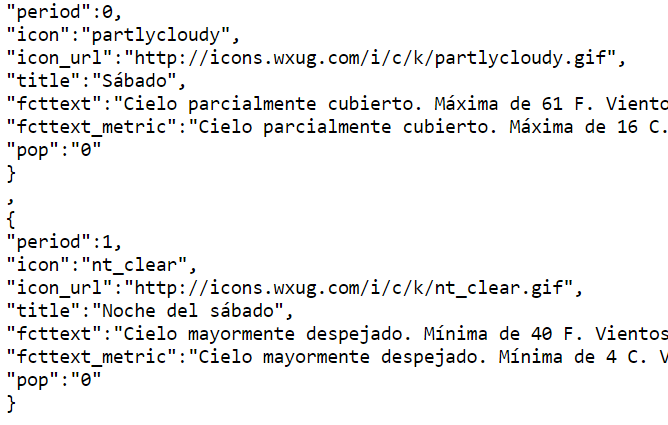 "period":0,
"icon":"partlycloudy",
"icon_url":"http://icons.wxug.com/i/c/k/partlycloudy.gif",
"title":"Sábado",
"fcttext":"Cielo parcialmente cubierto. Máxima de 61 F. Viento
"fcttext_metric":"Cielo parcialmente cubierto. Máxima de 16 C.
"pop":"0"
}
,
{
"period":1,
"icon":"nt_clear",
"icon_url":"http://icons.wxug.com/i/c/k/nt_clear.gif",
"title":"Noche del sábado",
"fcttext":"Cielo mayormente despejado. Mínima de 40 F. Vientos
"fcttext_metric":"Cielo mayormente despejado. Mínima de 4 C. V
"pop":"0"
}